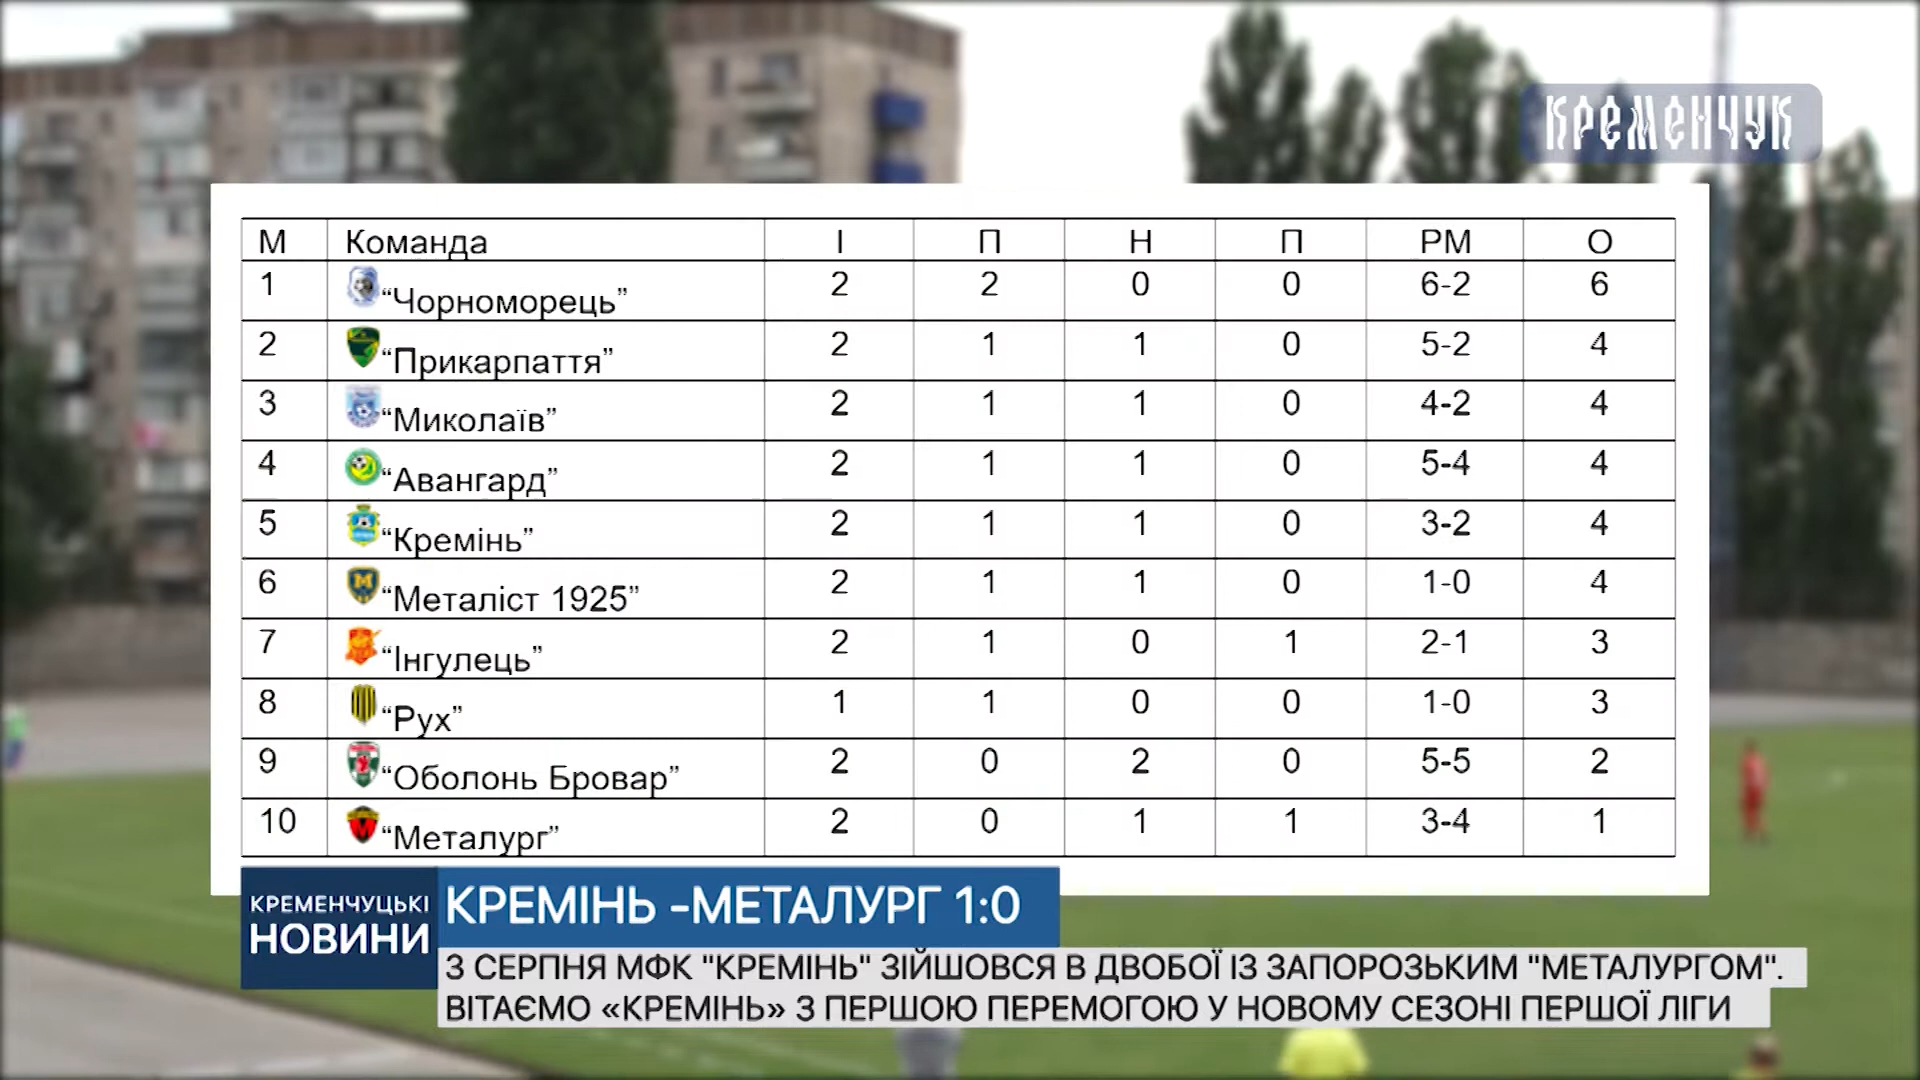 КРЕМЕНЧУК
М Команда І П Н П РМ О
1 “Чорноморець” 2 2 0 0 6-2 6
2 “Прикарпаття” 2 1 1 0 5-2 4
3 “Миколаїв” 2 1 1 0 4-2 4
4 “Авангард” 2 1 1 0 5-4 4
5 “Кремінь” 2 1 1 0 3-2 4
6 “Металіст 1925” 2 1 1 0 1-0 4
7 “Інгулець” 2 1 0 1 2-1 3
8 “Рух” 1 1 0 0 1-0 3
9 “Оболонь Бровар” 2 0 2 0 5-5 2
10 “Металург” 2 0 1 1 3-4 1
КРЕМЕНЧУЦЬКІ
НОВИНИ
КРЕМІНЬ -МЕТАЛУРГ 1:0
3 СЕРПНЯ МФК "КРЕМІНЬ" ЗІЙШОВСЯ В ДВОБОЇ ІЗ ЗАПОРОЗЬКИМ "МЕТАЛУРГОМ".
ВІТАЄМО «КРЕМІНЬ» З ПЕРШОЮ ПЕРЕМОГОЮ У НОВОМУ СЕЗОНІ ПЕРШОЇ ЛІГИ